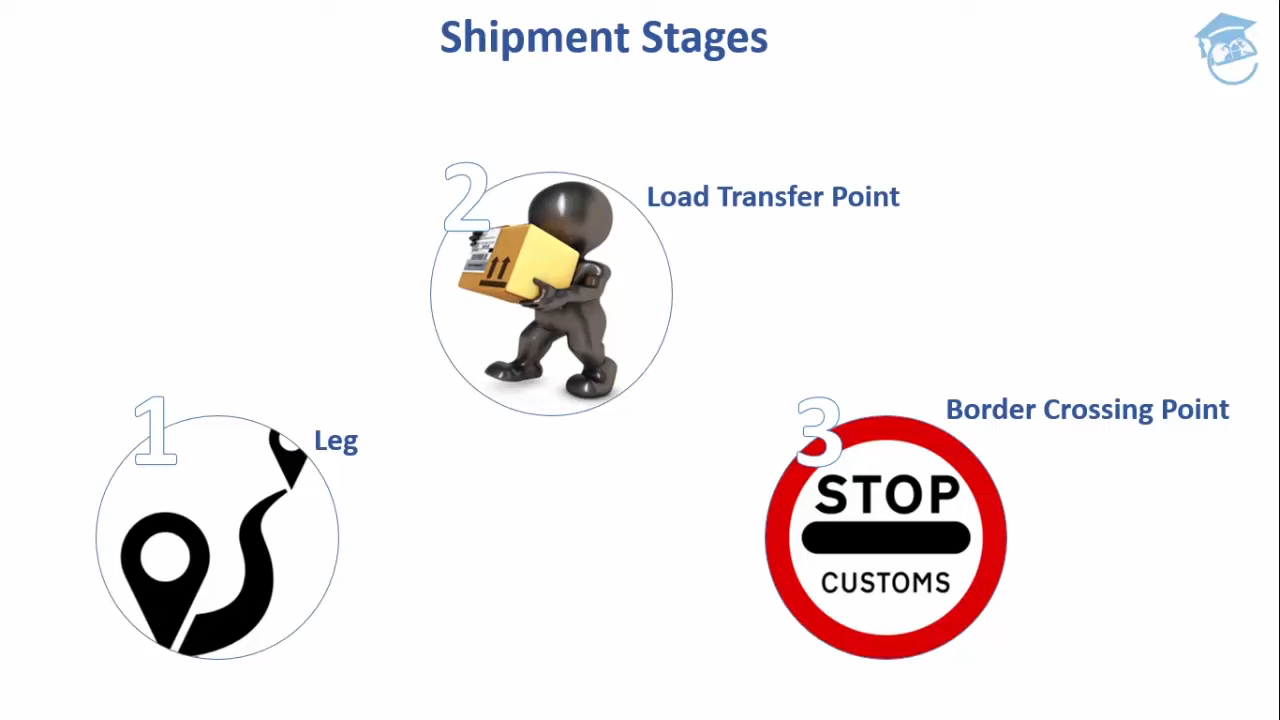 Shipment Stages
1
Leg
2
Load Transfer Point
3
Border Crossing Point
STOP
CUSTOMS